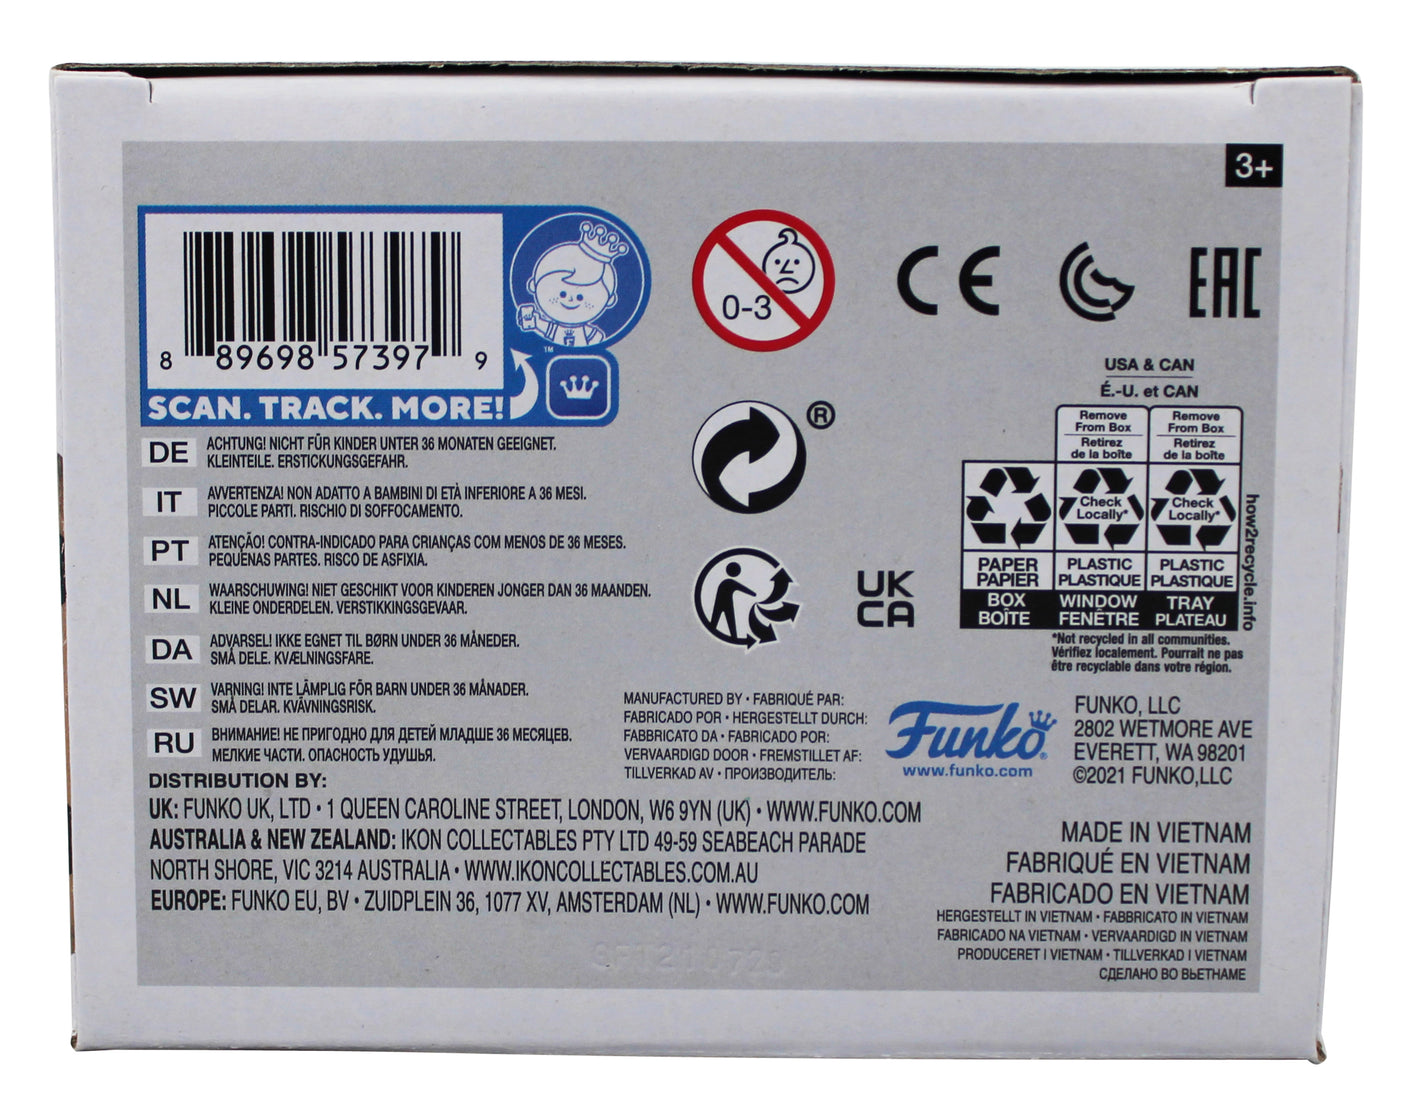 3+
8 89698 57397 9
™
SCAN. TRACK. MORE!
0-3
CE
EAC
®
UK
CA
USA & CAN
É.-U. et CAN
Remove
From Box
Retirez
de la boîte
Remove
From Box
Retirez
de la boîte
Check
Locally*
Check
Locally*
PAPER
PAPIER
PLASTIC
PLASTIQUE
PLASTIC
PLASTIQUE
BOX
BOÎTE
WINDOW
FENÊTRE
TRAY
PLATEAU
how2recycle.info
*Not recycled in all communities.
Vérifiez localement. Pourrait ne pas
être recyclable dans votre région.
DE ACHTUNG! NICHT FÜR KINDER UNTER 36 MONATEN GEEIGNET.
KLEINTEILE. ERSTICKUNGSGEFAHR.
IT AVVERTENZA! NON ADATTO A BAMBINI DI ETÀ INFERIORE A 36 MESI.
PICCOLE PARTI. RISCHIO DI SOFFOCAMENTO.
PT ATENÇÃO! CONTRA-INDICADO PARA CRIANÇAS COM MENOS DE 36 MESES.
PEQUENAS PARTES. RISCO DE ASFIXIA.
NL WAARSCHUWING! NIET GESCHIKT VOOR KINDEREN JONGER DAN 36 MAANDEN.
KLEINE ONDERDELEN. VERSTIKKINGSGEVAAR.
DA ADVARSEL! IKKE EGNET TIL BØRN UNDER 36 MÅNEDER.
SMÅ DELE. KVÆLNINGSFARE.
SW VARNING! INTE LÄMPLIG FÖR BARN UNDER 36 MÅNADER.
SMÅ DELAR. KVÄVNINGSRISK.
RU ВНИМАНИЕ! НЕ ПРИГОДНО ДЛЯ ДЕТЕЙ МЛАДШЕ 36 МЕСЯЦЕВ.
МЕЛКИЕ ЧАСТИ. ОПАСНОСТЬ УДУШЬЯ.
MANUFACTURED BY • FABRIQUÉ PAR:
FABRICADO POR • HERGESTELLT DURCH:
FABBRICATO DA • FABRICADO POR:
VERVAARDIGD DOOR • FREMSTILLET AF:
TILLVERKAD AV • ПРОИЗВОДИТЕЛЬ:
Funko®
www.funko.com
FUNKO, LLC
2802 WETMORE AVE
EVERETT, WA 98201
©2021 FUNKO,LLC
DISTRIBUTION BY:
UK: FUNKO UK, LTD • 1 QUEEN CAROLINE STREET, LONDON, W6 9YN (UK) • WWW.FUNKO.COM
AUSTRALIA & NEW ZEALAND: IKON COLLECTABLES PTY LTD 49-59 SEABEACH PARADE
NORTH SHORE, VIC 3214 AUSTRALIA • WWW.IKONCOLLECTABLES.COM.AU
EUROPE: FUNKO EU, BV • ZUIDPLEIN 36, 1077 XV, AMSTERDAM (NL) • WWW.FUNKO.COM
MADE IN VIETNAM
FABRIQUÉ EN VIETNAM
FABRICADO EN VIETNAM
HERGESTELLT IN VIETNAM • FABBRICATO IN VIETNAM
FABRICADO NA VIETNAM • VERVAARDIGD IN VIETNAM
PRODUCERET I VIETNAM • TILLVERKAD I VIETNAM
СДЕЛАНО ВО ВЬЕТНАМЕ